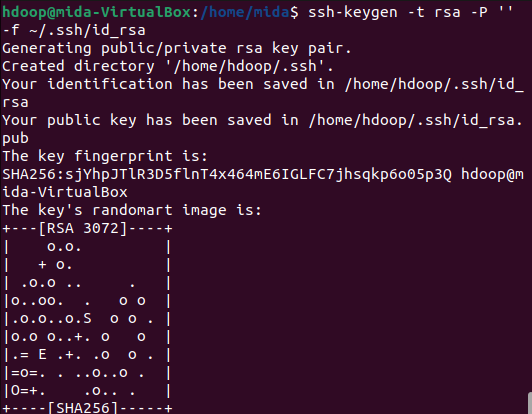 hdoop@mida-VirtualBox:/home/mida$ ssh-keygen -t rsa -P ''
-f ~/.ssh/id_rsa
Generating public/private rsa key pair.
Created directory '/home/hdoop/.ssh'.
Your identification has been saved in /home/hdoop/.ssh/id_
rsa
Your public key has been saved in /home/hdoop/.ssh/id_rsa.
pub
The key fingerprint is:
SHA256:sjYhpJTlR3D5flnT4x464mE6IGLFC7jhsqkp6o05p3Q hdoop@m
ida-VirtualBox
The key's randomart image is:
+---[RSA 3072]----+
|    o.o.         |
|   + o.          |
| .o.o ..     .   |
|o..oo.  .   o o  |
|.o.o..o.S  o o . |
|o.o o..+. o   o  |
|.= E .+. .o  o . |
|=o=. . ..o..o .  |
|O=+.    .o.. .   |
+----[SHA256]-----+